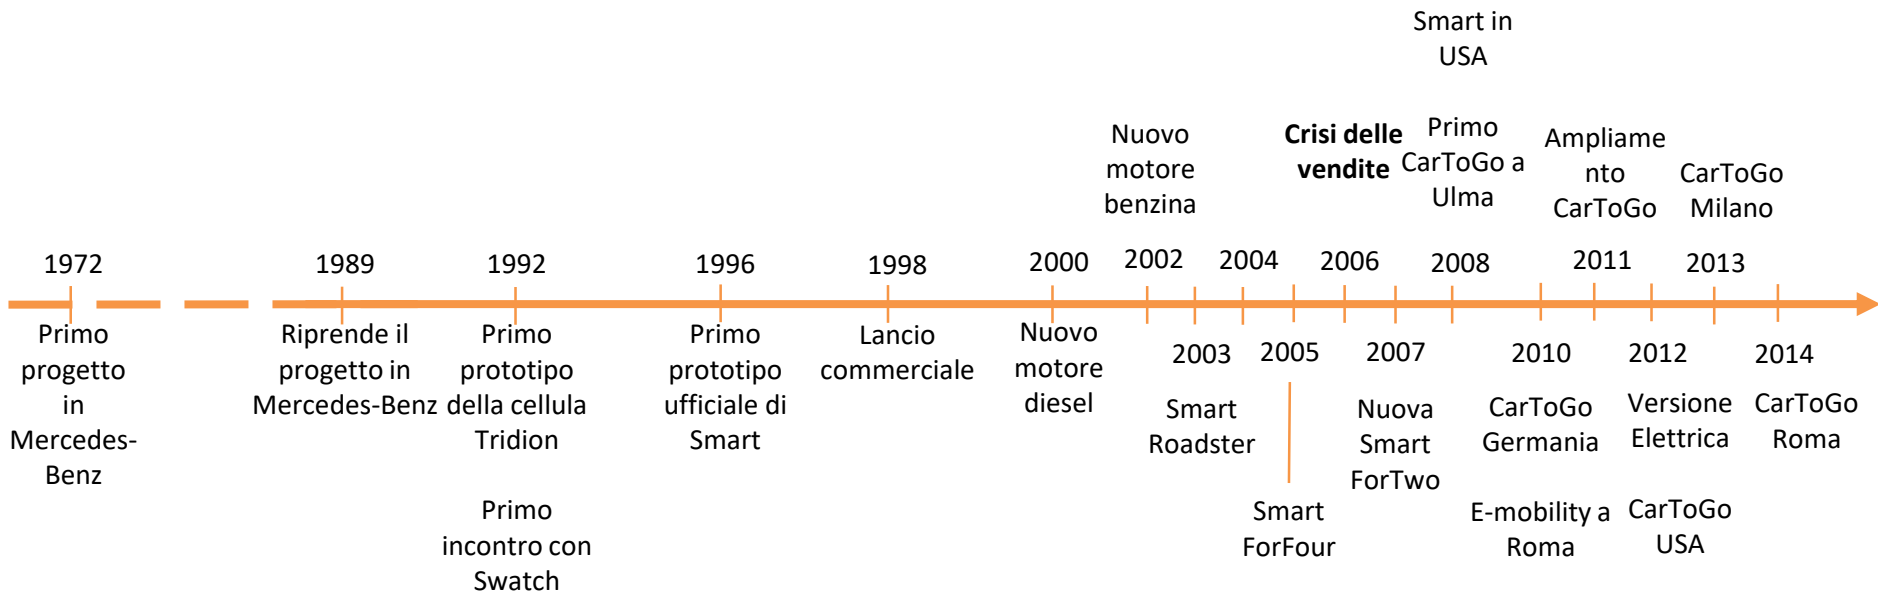 Smart in
USA
Nuovo
motore
benzina
Crisi delle
vendite
Primo
CarToGo a
Ulma
Ampliame
nto
CarToGo
CarToGo
Milano
1972
1989
1992
1996
1998
2000
2002
2004
2006
2008
2011
2013
Primo
progetto
in
Mercedes-
Benz
Riprende il
progetto in
Mercedes-Benz
Primo
prototipo
della cellula
Tridion
Primo
incontro con
Swatch
Primo
prototipo
ufficiale di
Smart
Lancio
commerciale
Nuovo
motore
diesel
2003
Smart
Roadster
2005
Smart
ForFour
2007
Nuova
Smart
ForTwo
2010
CarToGo
Germania
E-mobility a
Roma
2012
Versione
Elettrica
CarToGo
USA
2014
CarToGo
Roma